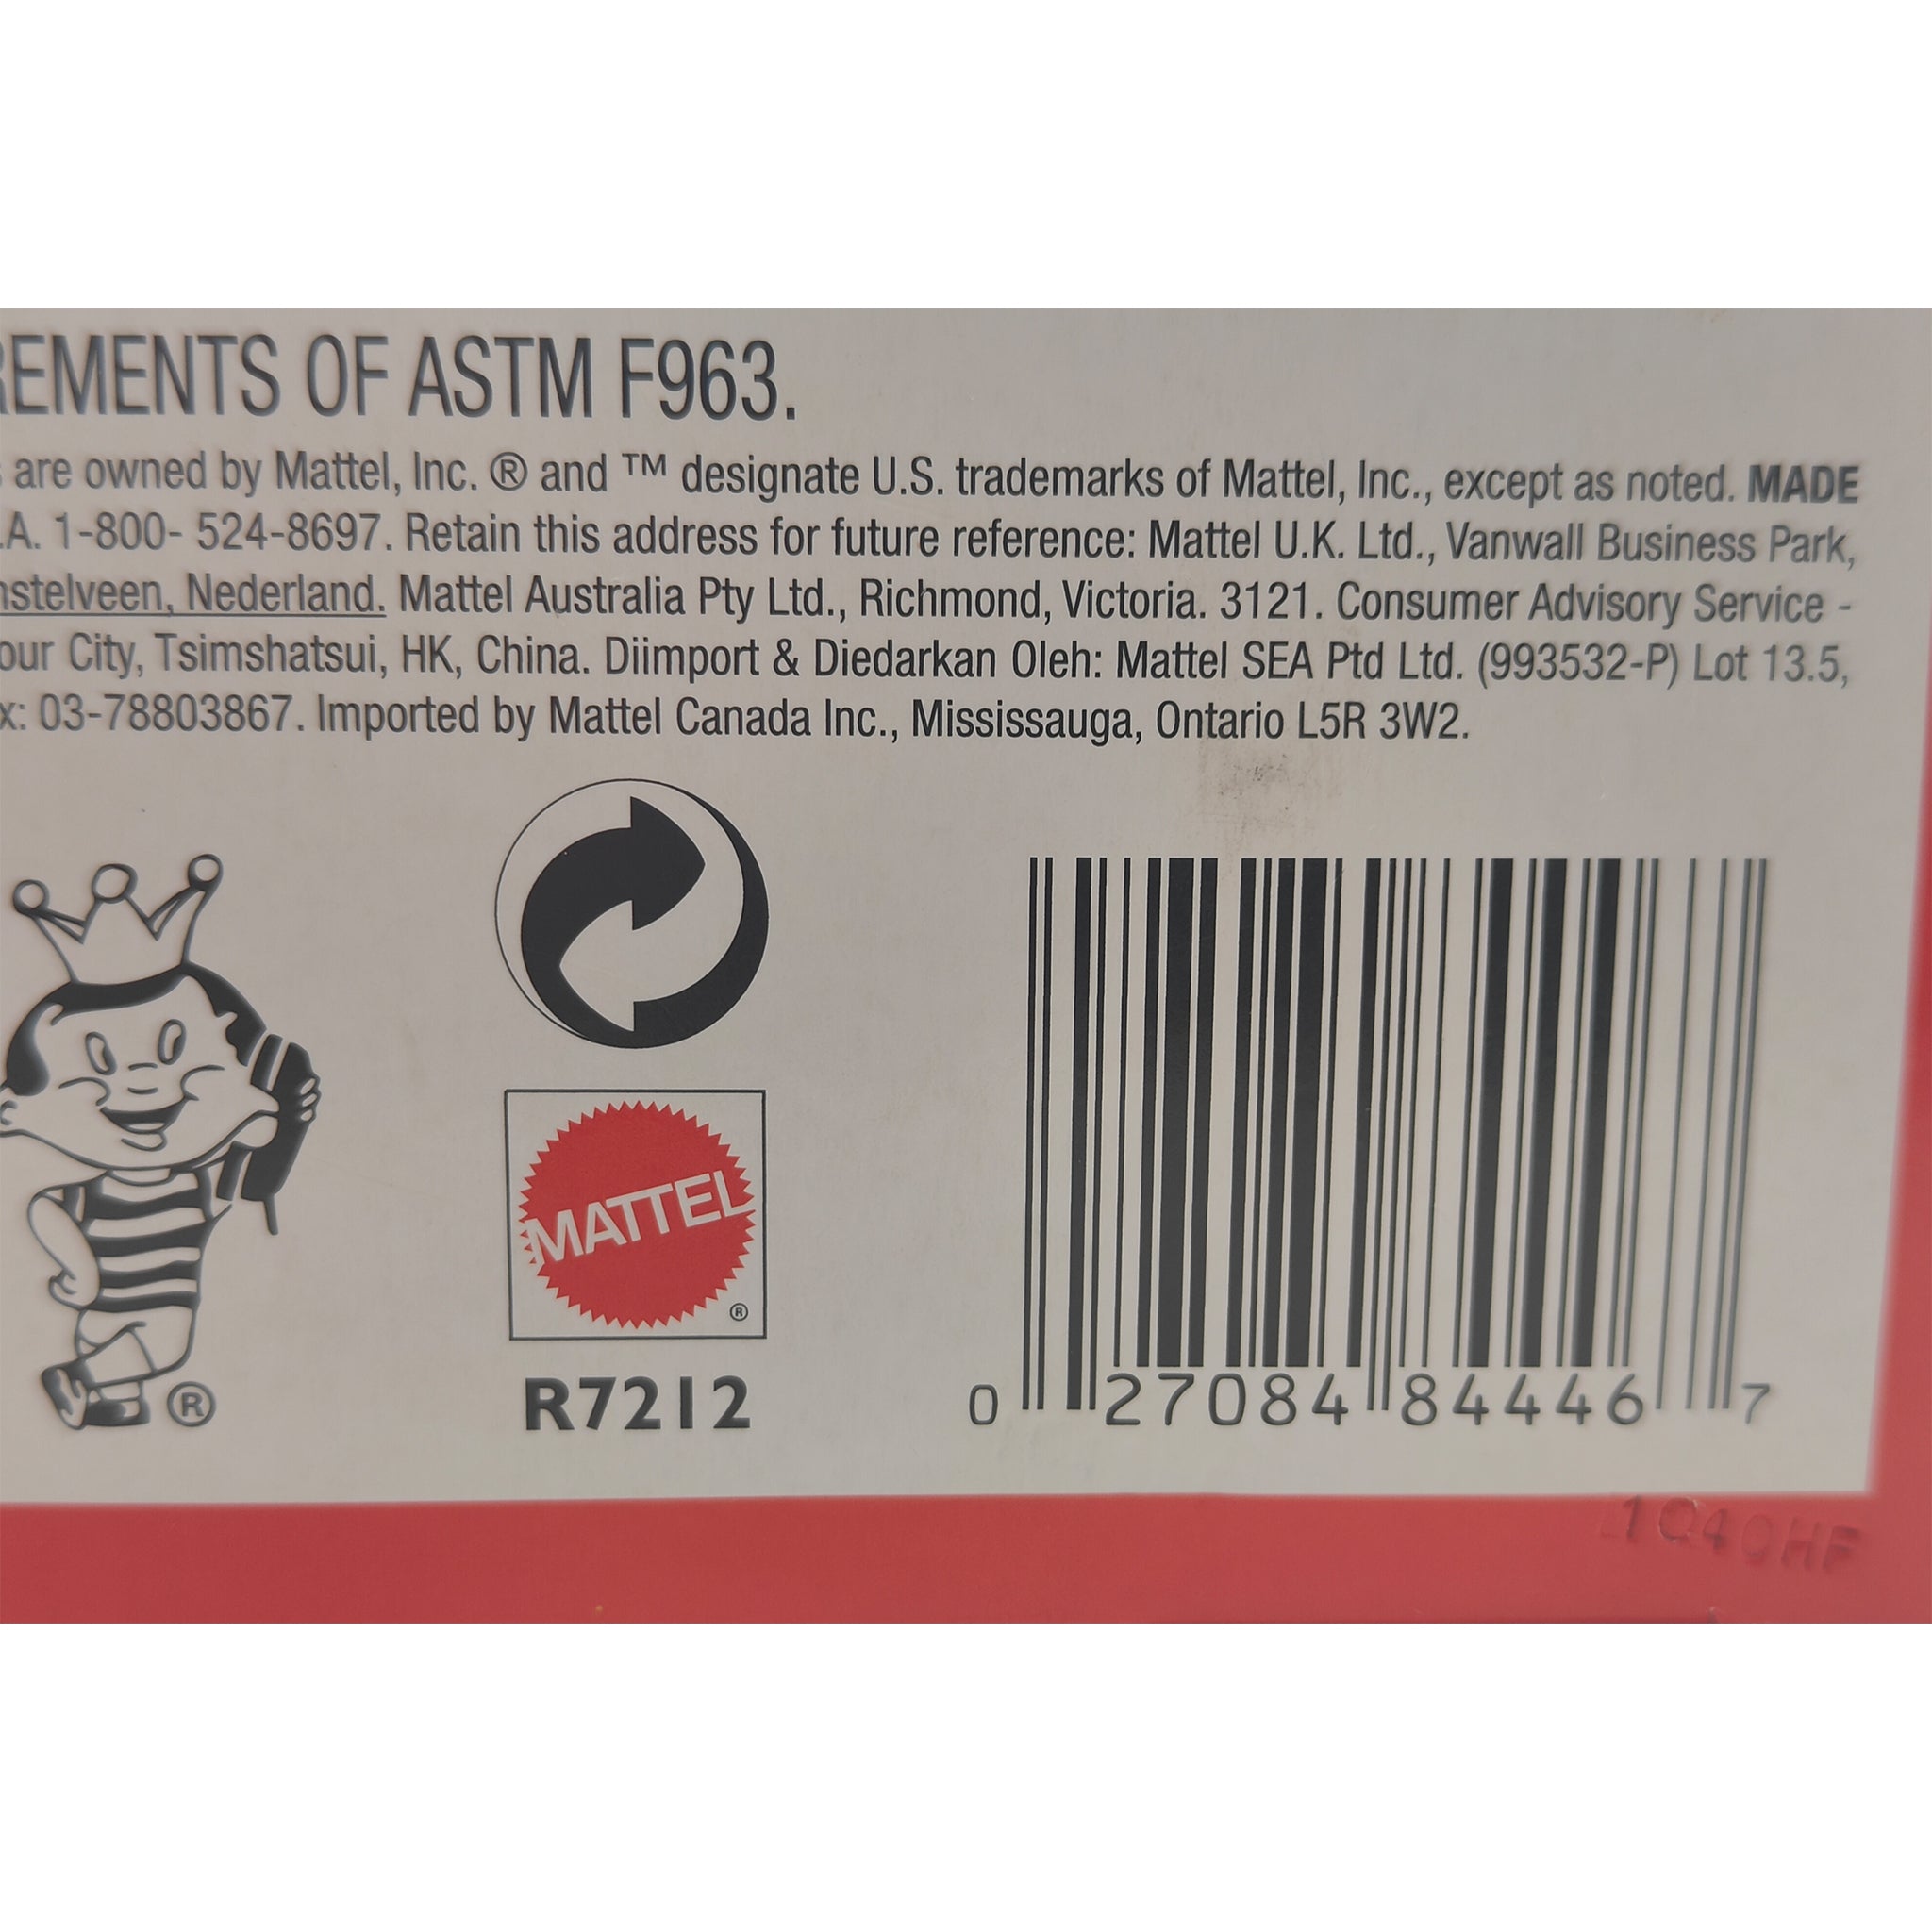 REMENTS OF ASTM F963.
are owned by Mattel, Inc. ® and ™ designate U.S. trademarks of Mattel, Inc., except as noted. MADE
.A. 1-800- 524-8697. Retain this address for future reference: Mattel U.K. Ltd., Vanwall Business Park,
nstelveen, Nederland. Mattel Australia Pty Ltd., Richmond, Victoria. 3121. Consumer Advisory Service -
our City, Tsimshatsui, HK, China. Diimport & Diedarkan Oleh: Mattel SEA Ptd Ltd. (993532-P) Lot 13.5,
x: 03-78803867. Imported by Mattel Canada Inc., Mississauga, Ontario L5R 3W2.
MATTEL
®
R7212
®
0 27084 84446 7